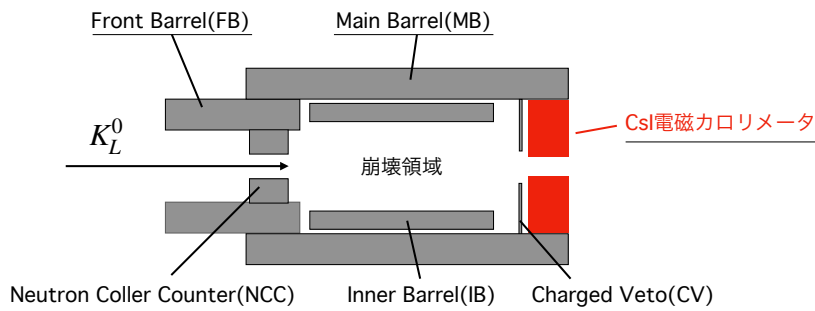 Front Barrel(FB)
Main Barrel(MB)
CsI電磁カロリメータ
K_L^0
崩壊領域
Neutron Coller Counter(NCC)
Inner Barrel(IB)
Charged Veto(CV)